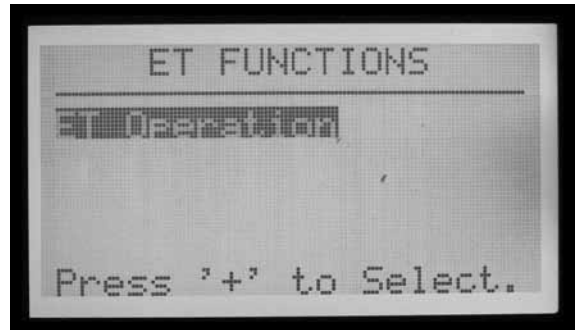 ET FUNCTIONS
ET Operation
Press '+' to Select.